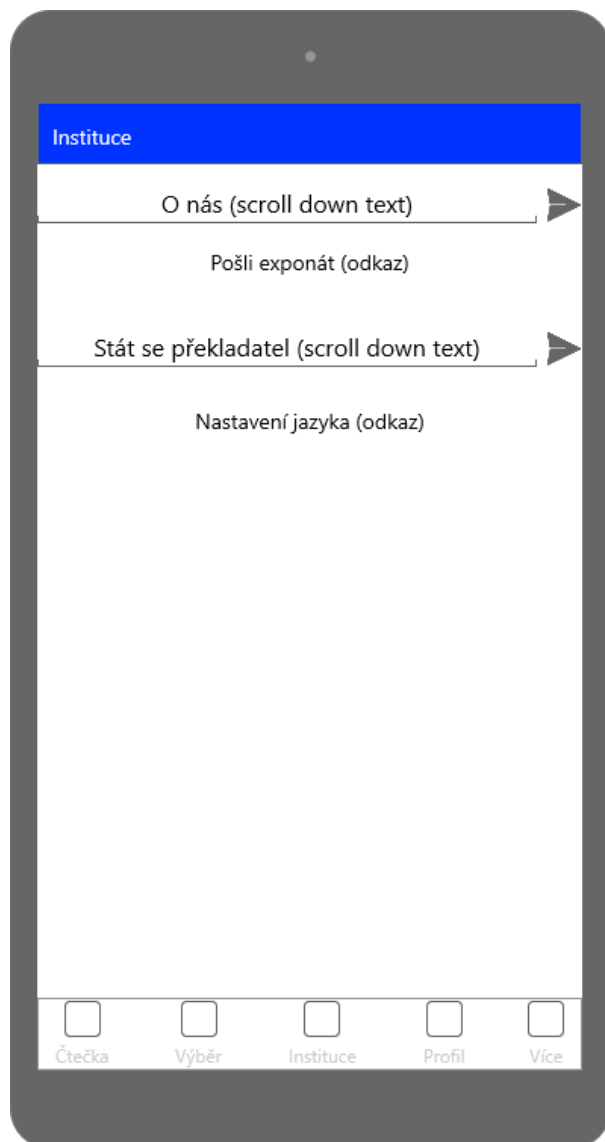 Instituce
O nás (scroll down text)
Pošli exponát (odkaz)
Stát se překladatel (scroll down text)
Nastavení jazyka (odkaz)
Čtečka Výběr Instituce Profil Více